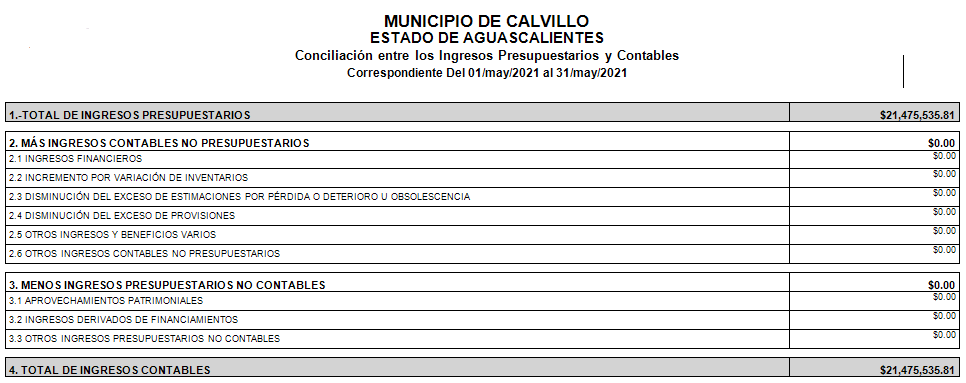 MUNICIPIO DE CALVILLO
ESTADO DE AGUASCALIENTES
Conciliación entre los Ingresos Presupuestarios y Contables
Correspondiente Del 01/may/2021 al 31/may/2021
1.-TOTAL DE INGRESOS PRESUPUESTARIOS $21,475,535.81
2. MÁS INGRESOS CONTABLES NO PRESUPUESTARIOS $0.00
2.1 INGRESOS FINANCIEROS $0.00
2.2 INCREMENTO POR VARIACIÓN DE INVENTARIOS $0.00
2.3 DISMINUCIÓN DEL EXCESO DE ESTIMACIONES POR PÉRDIDA O DETERIORO U OBSOLESCENCIA $0.00
2.4 DISMINUCIÓN DEL EXCESO DE PROVISIONES $0.00
2.5 OTROS INGRESOS Y BENEFICIOS VARIOS $0.00
2.6 OTROS INGRESOS CONTABLES NO PRESUPUESTARIOS $0.00
3. MENOS INGRESOS PRESUPUESTARIOS NO CONTABLES $0.00
3.1 APROVECHAMIENTOS PATRIMONIALES $0.00
3.2 INGRESOS DERIVADOS DE FINANCIAMIENTOS $0.00
3.3 OTROS INGRESOS PRESUPUESTARIOS NO CONTABLES $0.00
4. TOTAL DE INGRESOS CONTABLES $21,475,535.81